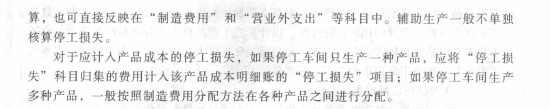 算，也可直接反映在“制造费用”和“营业外支出”等科目中。辅助生产一般不单独
核算停工损失。
对于应计入产品成本的停工损失，如果停工车间只生产一种产品，应将“停工损
失”科目归集的费用计入该产品成本明细账的“停工损失”项目；如果停工车间生产
多种产品，一般按照制造费用分配方法在各种产品之间进行分配。